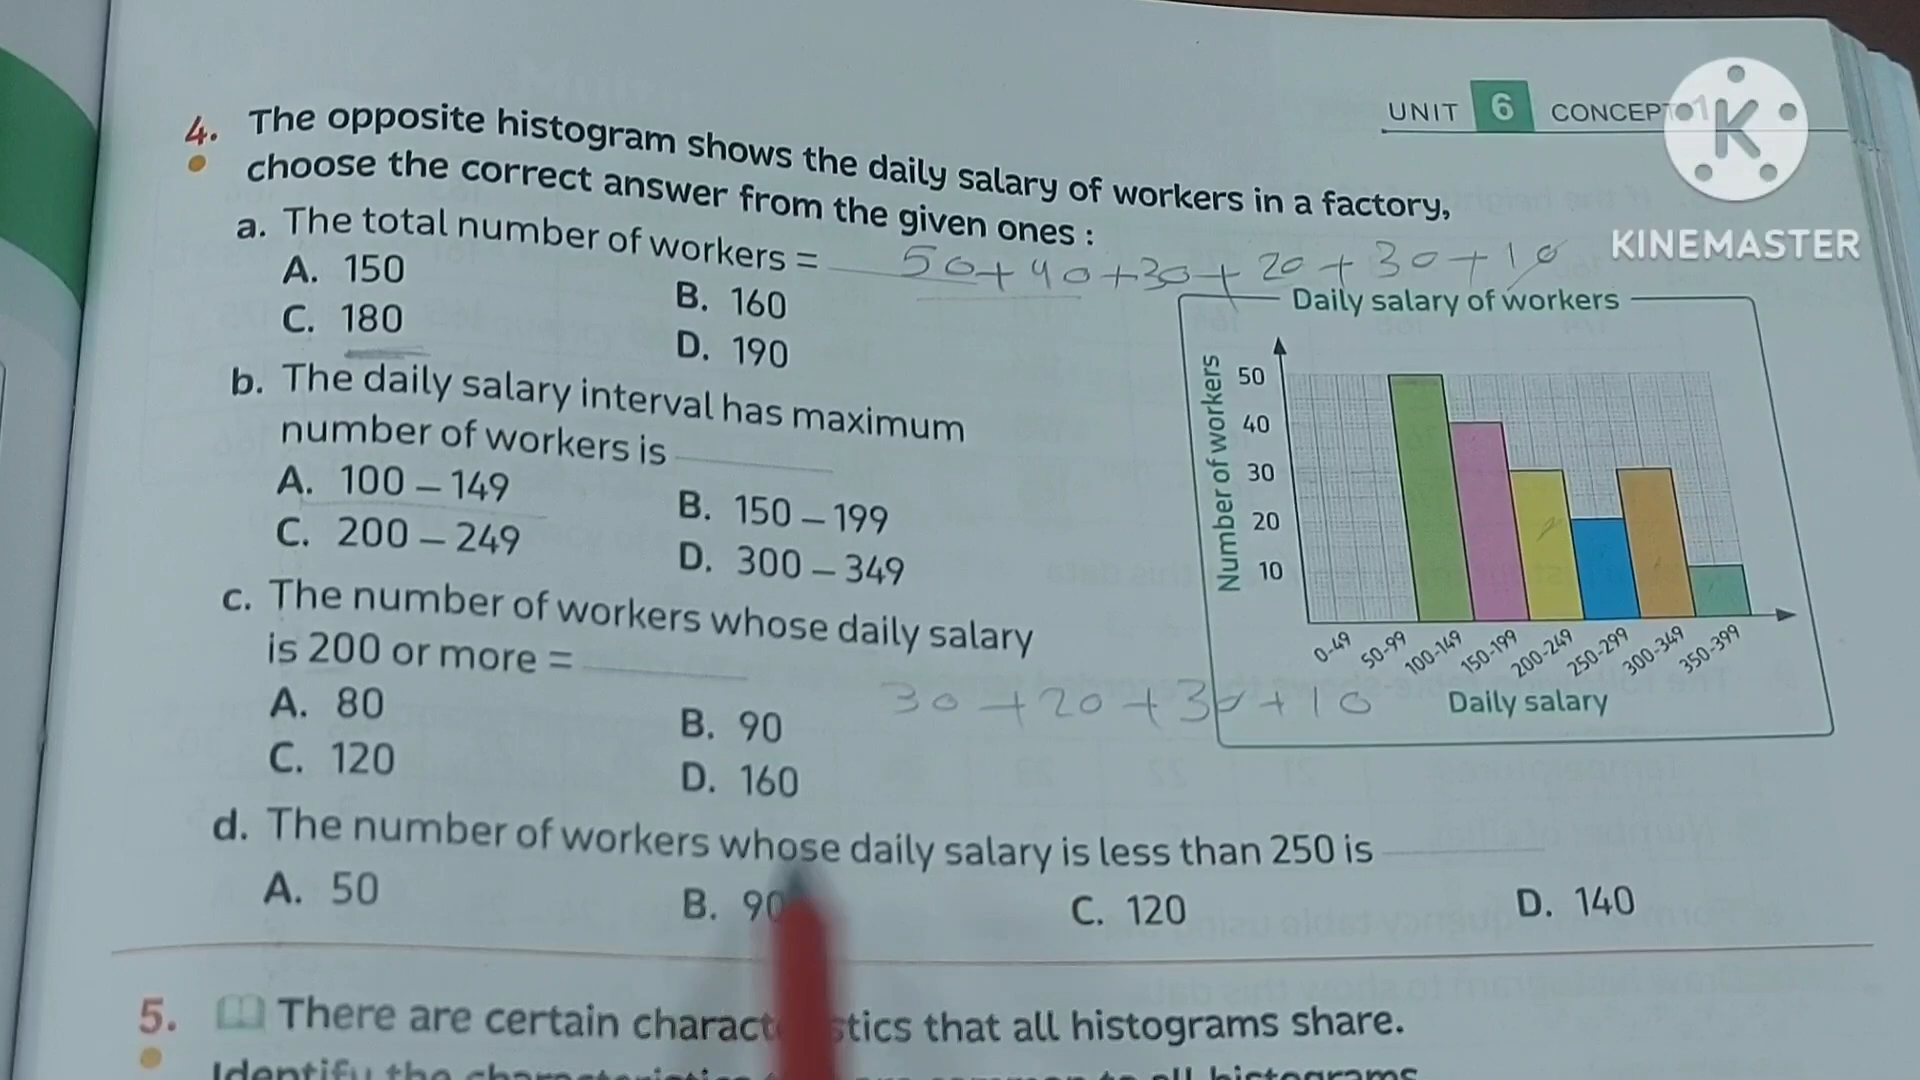 UNIT 6 CONCEPT 1
K
KINEMASTER
4. The opposite histogram shows the daily salary of workers in a factory,
choose the correct answer from the given ones :
a. The total number of workers = 50+40+30+20+30+10
A. 150
B. 160
C. 180
D. 190
b. The daily salary interval has maximum
number of workers is
A. 100 – 149
B. 150 – 199
C. 200 – 249
D. 300 – 349
c. The number of workers whose daily salary
is 200 or more =
30+20+30+10
A. 80
B. 90
C. 120
D. 160
Daily salary of workers
Number of workers
50
40
30
20
10
0-49
50-99
100-149
150-199
200-249
250-299
300-349
350-399
Daily salary
d. The number of workers whose daily salary is less than 250 is
A. 50
B. 90
C. 120
D. 140
5. There are certain charact stics that all histograms share.
Identify the all histograms